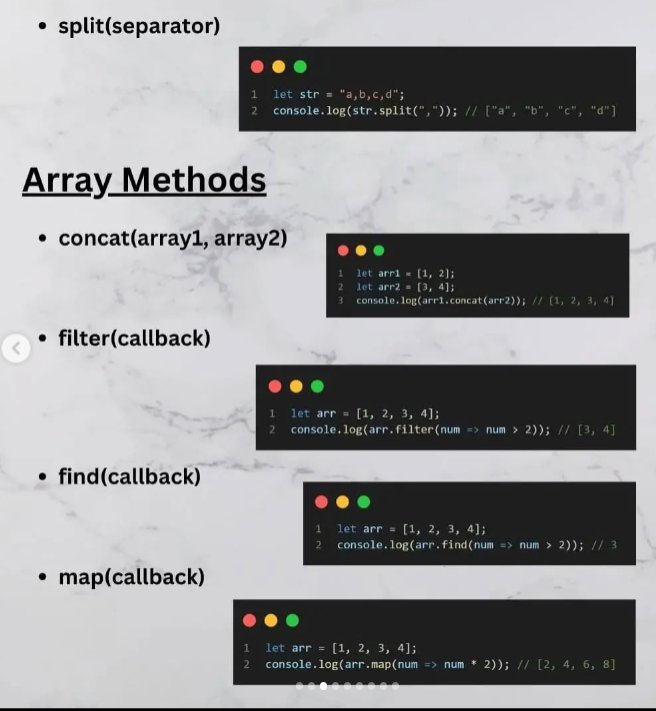 split(separator)
1 let str = "a,b,c,d";
2 console.log(str.split(",")); // ["a", "b", "c", "d"]
Array Methods
concat(array1, array2)
1 let arr1 = [1, 2];
2 let arr2 = [3, 4];
3 console.log(arr1.concat(arr2)); // [1, 2, 3, 4]
filter(callback)
1 let arr = [1, 2, 3, 4];
2 console.log(arr.filter(num => num > 2)); // [3, 4]
find(callback)
1 let arr = [1, 2, 3, 4];
2 console.log(arr.find(num => num > 2)); // 3
map(callback)
1 let arr = [1, 2, 3, 4];
2 console.log(arr.map(num => num * 2)); // [2, 4, 6, 8]